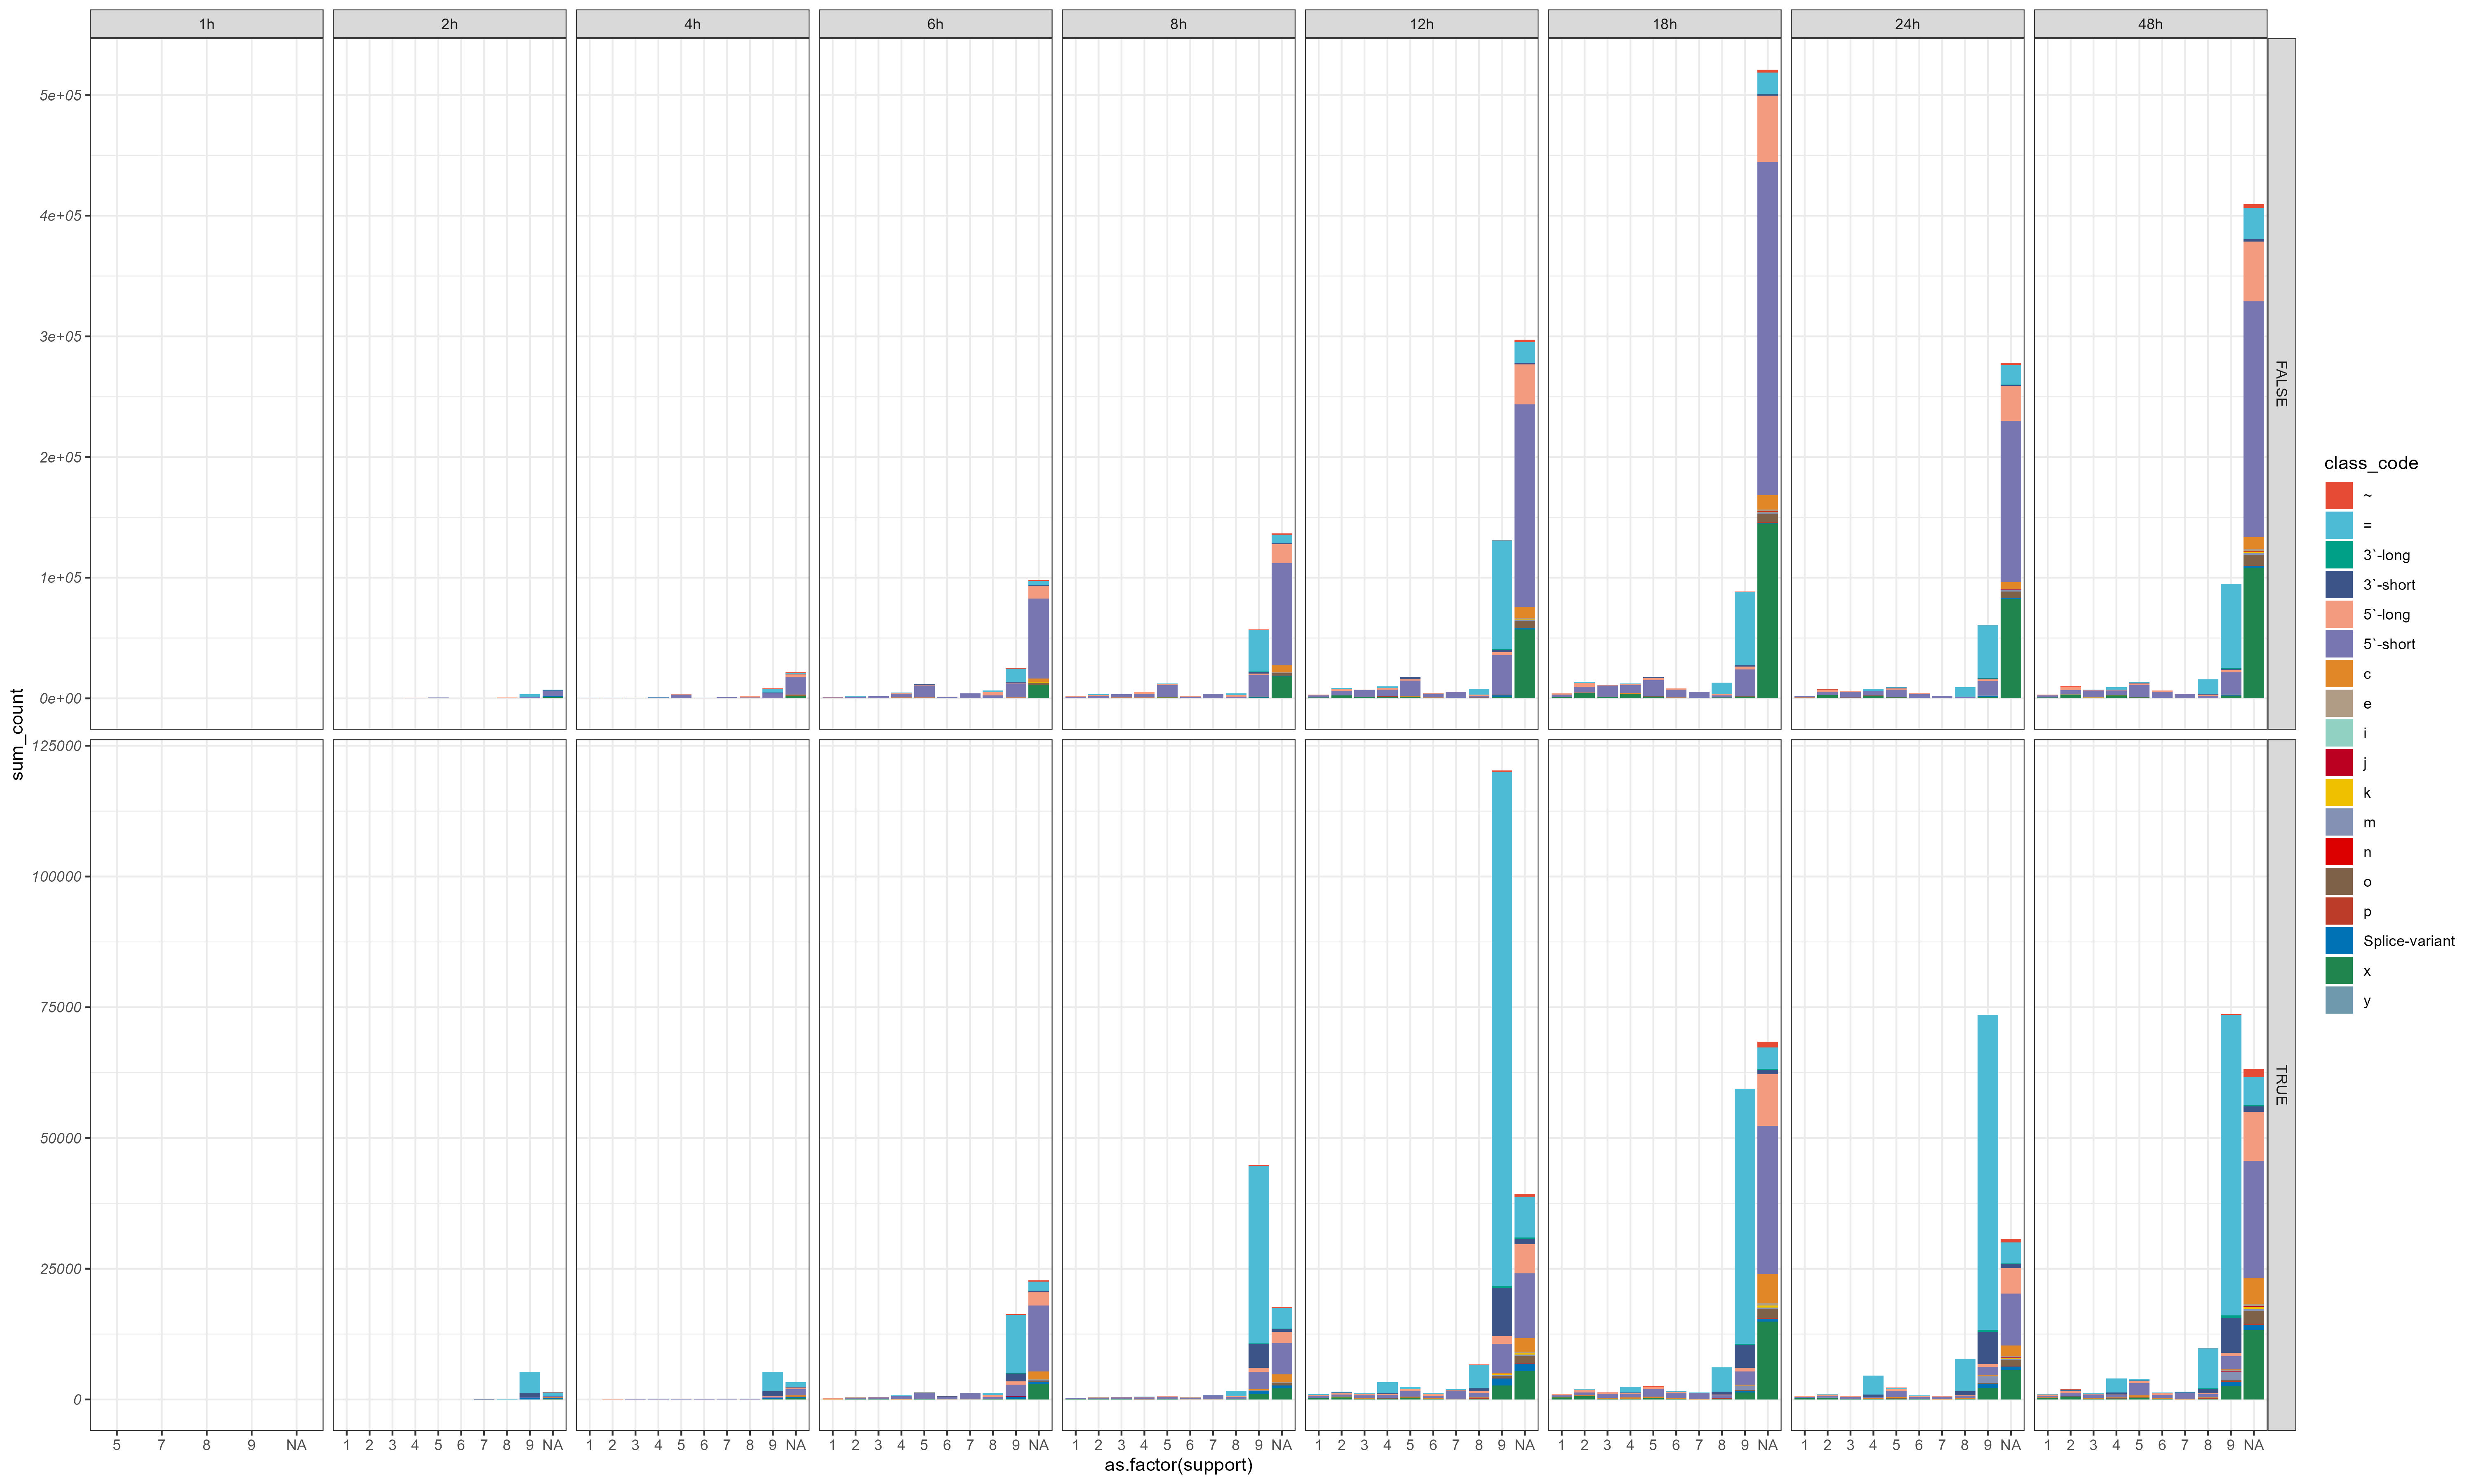 1h 2h 4h 6h 8h 12h 18h 24h 48h
5e+05
4e+05
3e+05
2e+05
1e+05
0e+00
FALSE
125000
100000
75000
50000
25000
0
TRUE
sum_count
5 7 8 9 NA 1 2 3 4 5 6 7 8 9 NA 1 2 3 4 5 6 7 8 9 NA 1 2 3 4 5 6 7 8 9 NA 1 2 3 4 5 6 7 8 9 NA 1 2 3 4 5 6 7 8 9 NA 1 2 3 4 5 6 7 8 9 NA 1 2 3 4 5 6 7 8 9 NA 1 2 3 4 5 6 7 8 9 NA
as.factor(support)
class_code
~
=
3`-long
3`-short
5`-long
5`-short
c
e
i
j
k
m
n
o
p
Splice-variant
x
y